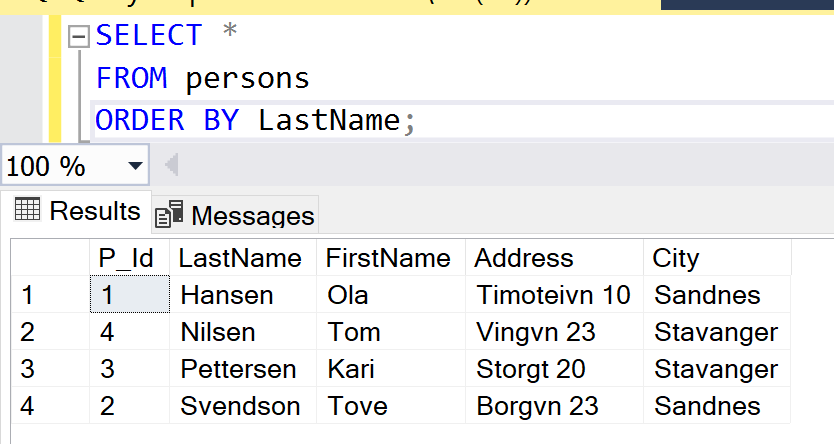 SELECT *
FROM persons
ORDER BY LastName;
100 %
Results Messages
P_Id LastName FirstName Address City
1 1 Hansen Ola Timoteivn 10 Sandnes
2 4 Nilsen Tom Vingvn 23 Stavanger
3 3 Pettersen Kari Storgt 20 Stavanger
4 2 Svendson Tove Borgvn 23 Sandnes